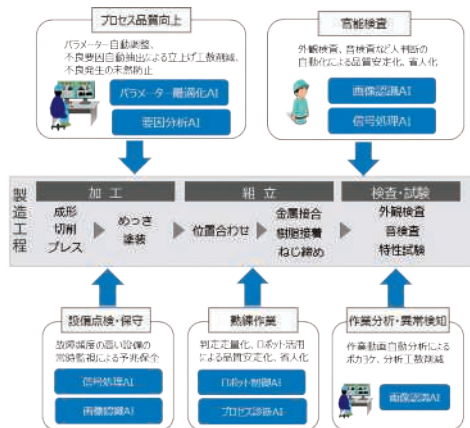 プロセス品質向上
パラメーター自動調整、
不良要因自動抽出による立上げ工数削減、
不良発生の未然防止
パラメーター最適化AI
要因分析AI
官能検査
外観検査、音検査など人判断の
自動化による品質安定化、省人化
画像認識AI
信号処理AI
製造工程
加工
組立
検査・試験
成形
切削
プレス
めっき
塗装
位置合わせ
金属接合
樹脂接着
ねじ締め
外観検査
音検査
特性試験
設備点検・保守
故障頻度の高い設備の
常時監視による予兆保全
信号処理AI
画像認識AI
熟練作業
判定定量化、ロボット活用
による品質安定化、省人化
ロボット制御AI
プロセス診断AI
作業分析・異常検知
作業動画自動分析による
ポカヨケ、分析工数削減
画像認識AI